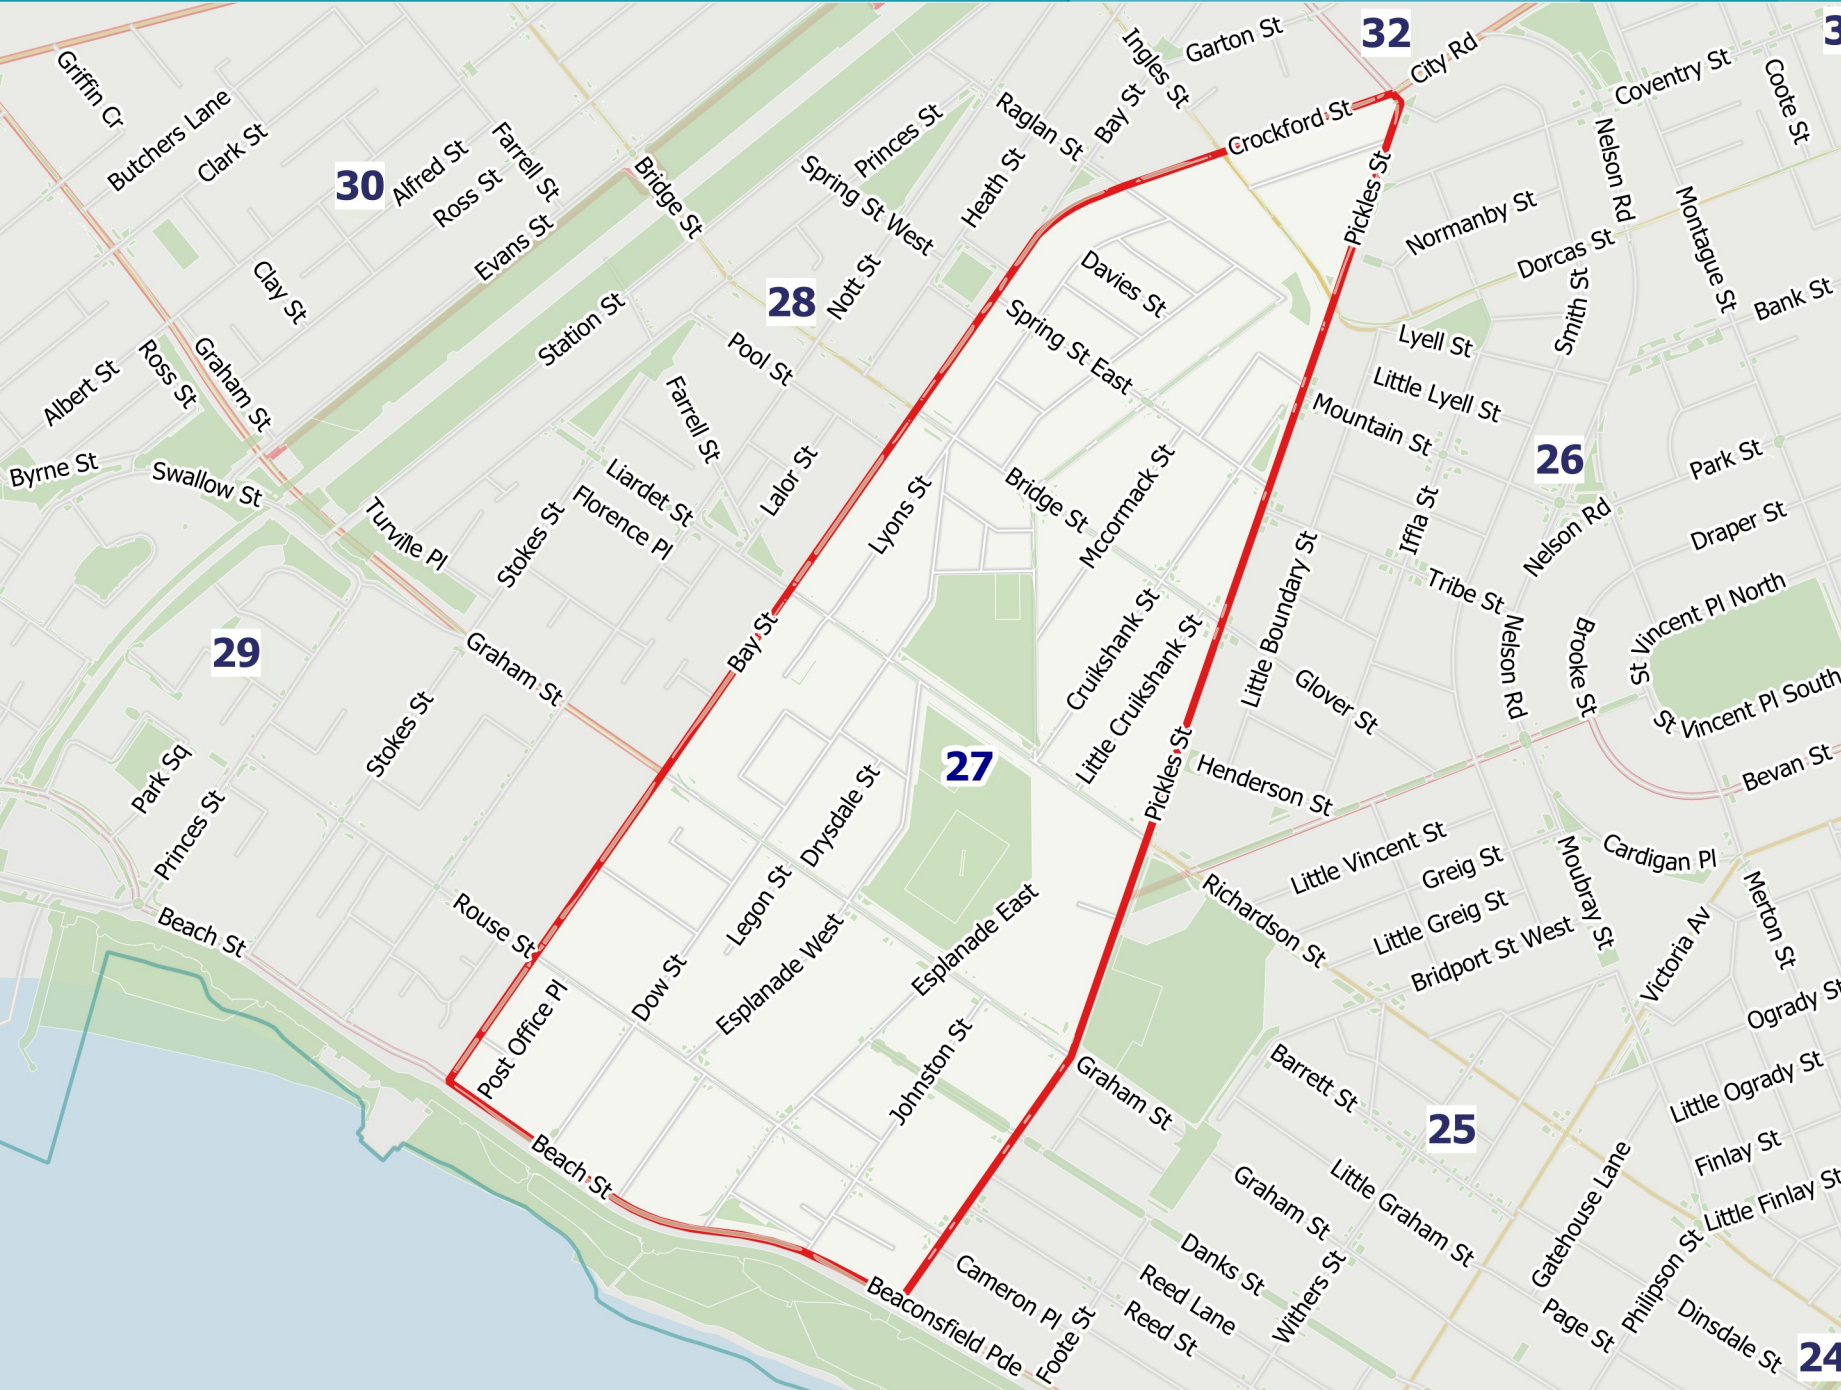 Griffin Cr
Butchers Lane
Clark St
30
Alfred St
Ross St
Farrell St
Evans St
Clay St
Bridge St
Station St
Albert St
Ross St
Graham St
Byrne St
Swallow St
Turville Pl
Garton St
Ingles St
32
City Rd
Coventry St
Coote St
3
Raglan St
Bay St
Crockford St
Princes St
Spring St West
Heath St
28
Nott St
Pool St
Farrell St
Liardet St
Florence Pl
Lalor St
Stokes St
Pickles St
Nelson Rd
Normanby St
Dorcas St
Montague St
Smith St
Bank St
Davies St
Spring St East
Lyell St
Little Lyell St
Mountain St
26
Park St
Lyons St
Bridge St
Mccormack St
Iffla St
Nelson Rd
Draper St
Little Boundary St
Tribe St
Nelson Rd
Brooke St
Vincent Pl North
St
Vincent Pl South
St
Bevan St
Cruikshank St
Little Cruikshank St
Glover St
Henderson St
Pickles St
29
Graham St
Bay St
Stokes St
Park Sq
Princes St
27
Drysdale St
Legon St
Esplanade West
Esplanade East
Little Vincent St
Greig St
Little Greig St
Bridport St West
Moubray St
Cardigan Pl
Merton St
Victoria Av
Richardson St
Ogrady St
Beach St
Rouse St
Post Office Pl
Dow St
Johnston St
Graham St
Barrett St
25
Little Ogrady St
Finlay St
Little Finlay St
Beach St
Graham St
Little Graham St
Gatehouse Lane
Philipson St
Danks St
Reed Lane
Reed St
Withers St
Page St
Dinsdale St
24
Cameron Pl
Foote St
Beaconsfield Pde